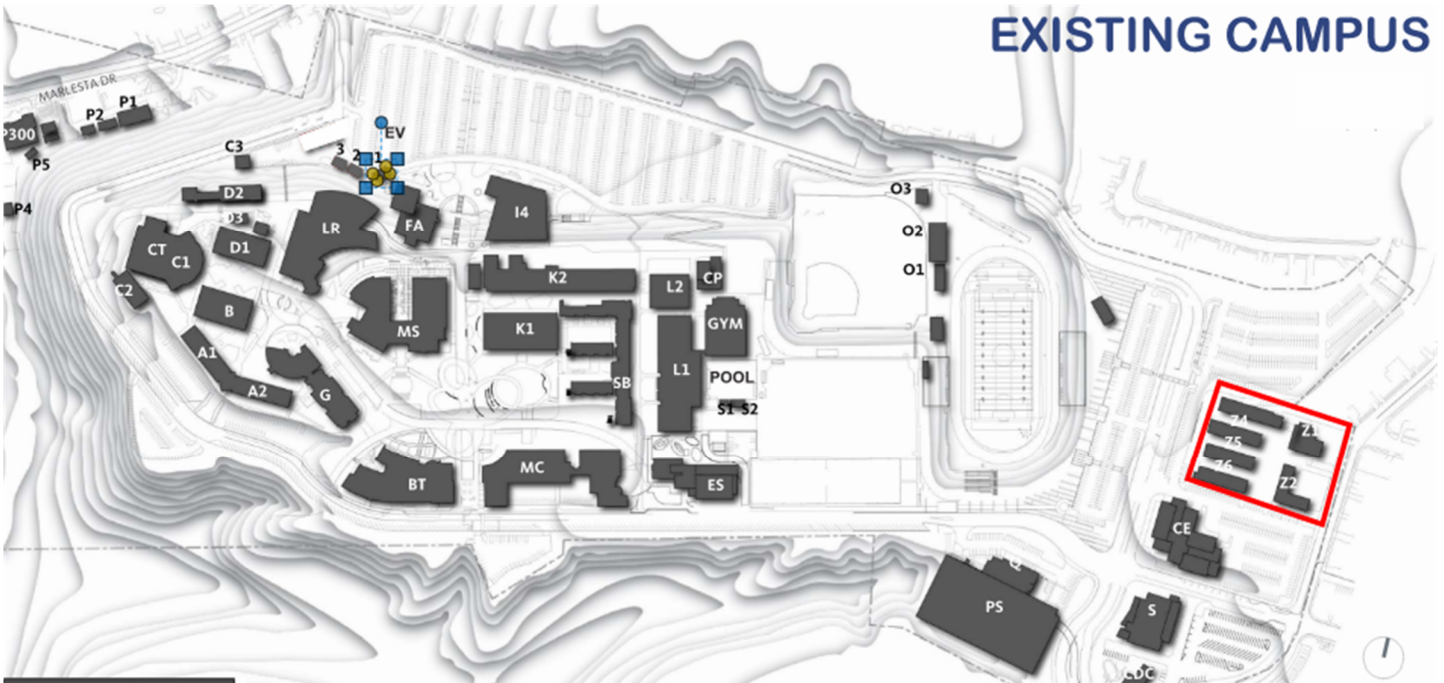 EXISTING CAMPUS
MARLESTA DR
P1
P2
P300
P5
P4
EV
C3
3
2
1
D2
D3
D1
CT
C1
C2
LR
FA
I4
O3
O2
O1
B
A1
A2
G
MS
K2
K1
SB
L2
CP
GYM
L1
POOL
S1 S2
BT
MC
ES
Z4
Z5
Z6
Z1
Z2
CE
Q
PS
S
CDC